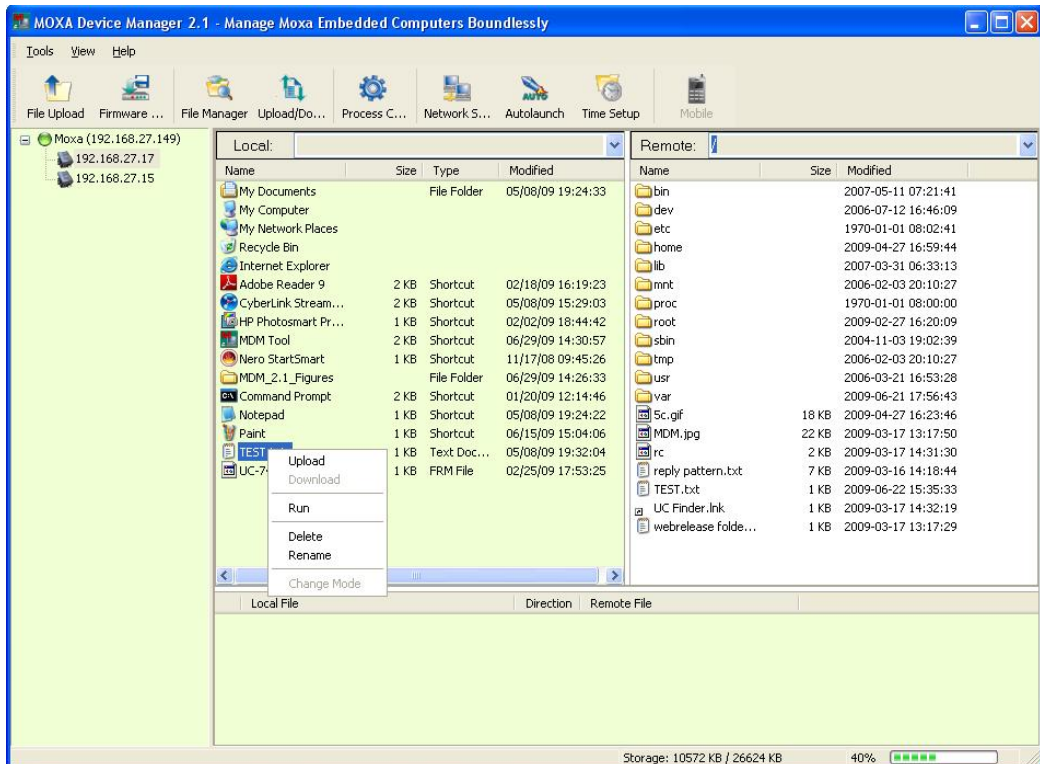 MOXA Device Manager 2.1 - Manage Moxa Embedded Computers Boundlessly
Tools View Help
File Upload Firmware ... File Manager Upload/Do... Process C... Network S... Autolaunch Time Setup Mobile
Moxa (192.168.27.149)
192.168.27.17
192.168.27.15
Local:
Name Size Type Modified
My Documents File Folder 05/08/09 19:24:33
My Computer
My Network Places
Recycle Bin
Internet Explorer
Adobe Reader 9 2 KB Shortcut 02/18/09 16:19:23
CyberLink Stream... 2 KB Shortcut 05/08/09 15:29:03
HP Photosmart Pr... 1 KB Shortcut 02/02/09 18:44:42
MDM Tool 2 KB Shortcut 06/29/09 14:30:57
Nero StartSmart 1 KB Shortcut 11/17/08 09:45:26
MDM_2.1_Figures File Folder 06/29/09 14:26:33
Command Prompt 2 KB Shortcut 01/20/09 12:14:46
Notepad 1 KB Shortcut 05/08/09 19:24:22
Paint 1 KB Shortcut 06/15/09 15:04:06
TEST 1 KB Text Doc... 05/08/09 19:32:04
UC-7 1 KB FRM File 02/25/09 17:53:25
Upload
Download
Run
Delete
Rename
Change Mode
Remote: /
Name Size Modified
bin 2007-05-11 07:21:41
dev 2006-07-12 16:46:09
etc 1970-01-01 08:02:41
home 2009-04-27 16:59:44
lib 2007-03-31 06:33:13
mnt 2006-02-03 20:10:27
proc 1970-01-01 08:00:00
root 2009-02-27 16:20:09
sbin 2004-11-03 19:02:39
tmp 2006-02-03 20:10:27
usr 2006-03-21 16:53:28
var 2009-06-21 17:56:43
5c.gif 18 KB 2009-04-27 16:23:46
MDM.jpg 22 KB 2009-03-17 13:17:50
rc 2 KB 2009-03-17 14:31:30
reply pattern.txt 7 KB 2009-03-16 14:18:44
TEST.txt 1 KB 2009-06-22 15:35:33
UC Finder.lnk 1 KB 2009-03-17 14:32:19
webrelease folde... 1 KB 2009-03-17 13:17:29
Local File Direction Remote File
Storage: 10572 KB / 26624 KB 40%